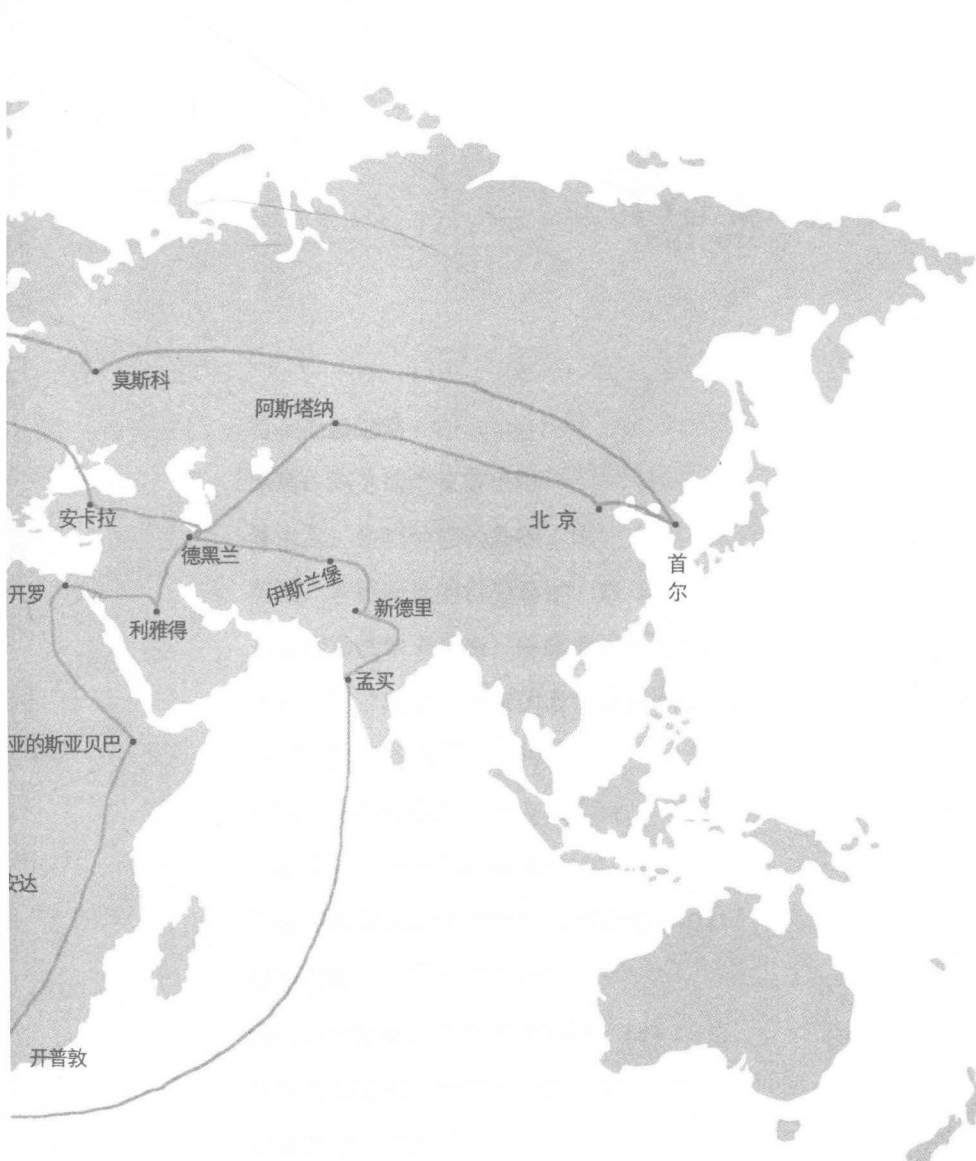 莫斯科
阿斯塔纳
安卡拉
北京
德黑兰
首
尔
伊斯兰堡
开罗
新德里
利雅得
孟买
亚的斯亚贝巴
安达
开普敦